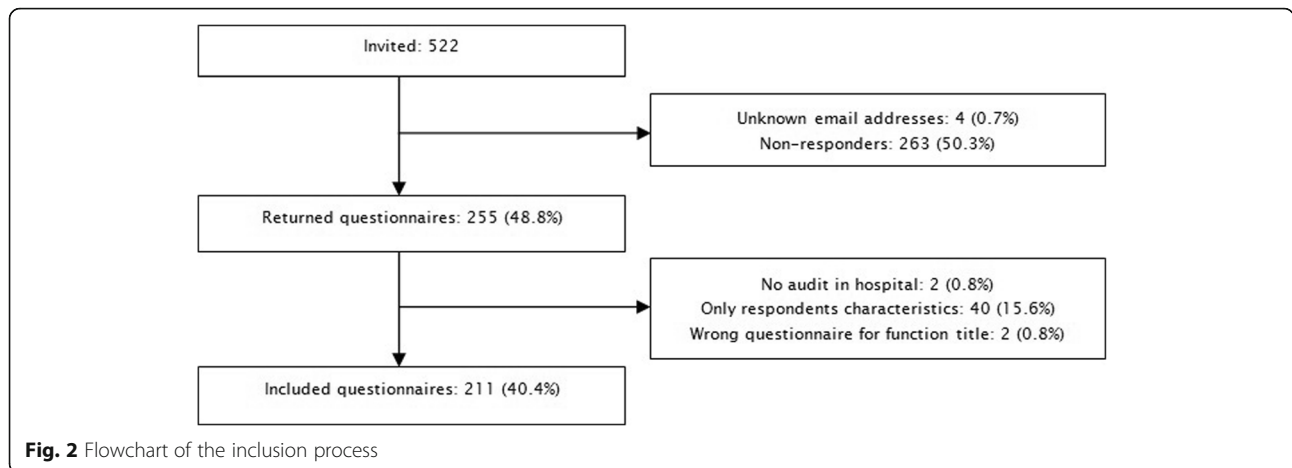 Invited: 522
Unknown email addresses: 4 (0.7%)
Non-responders: 263 (50.3%)
Returned questionnaires: 255 (48.8%)
No audit in hospital: 2 (0.8%)
Only respondents characteristics: 40 (15.6%)
Wrong questionnaire for function title: 2 (0.8%)
Included questionnaires: 211 (40.4%)
Fig. 2 Flowchart of the inclusion process